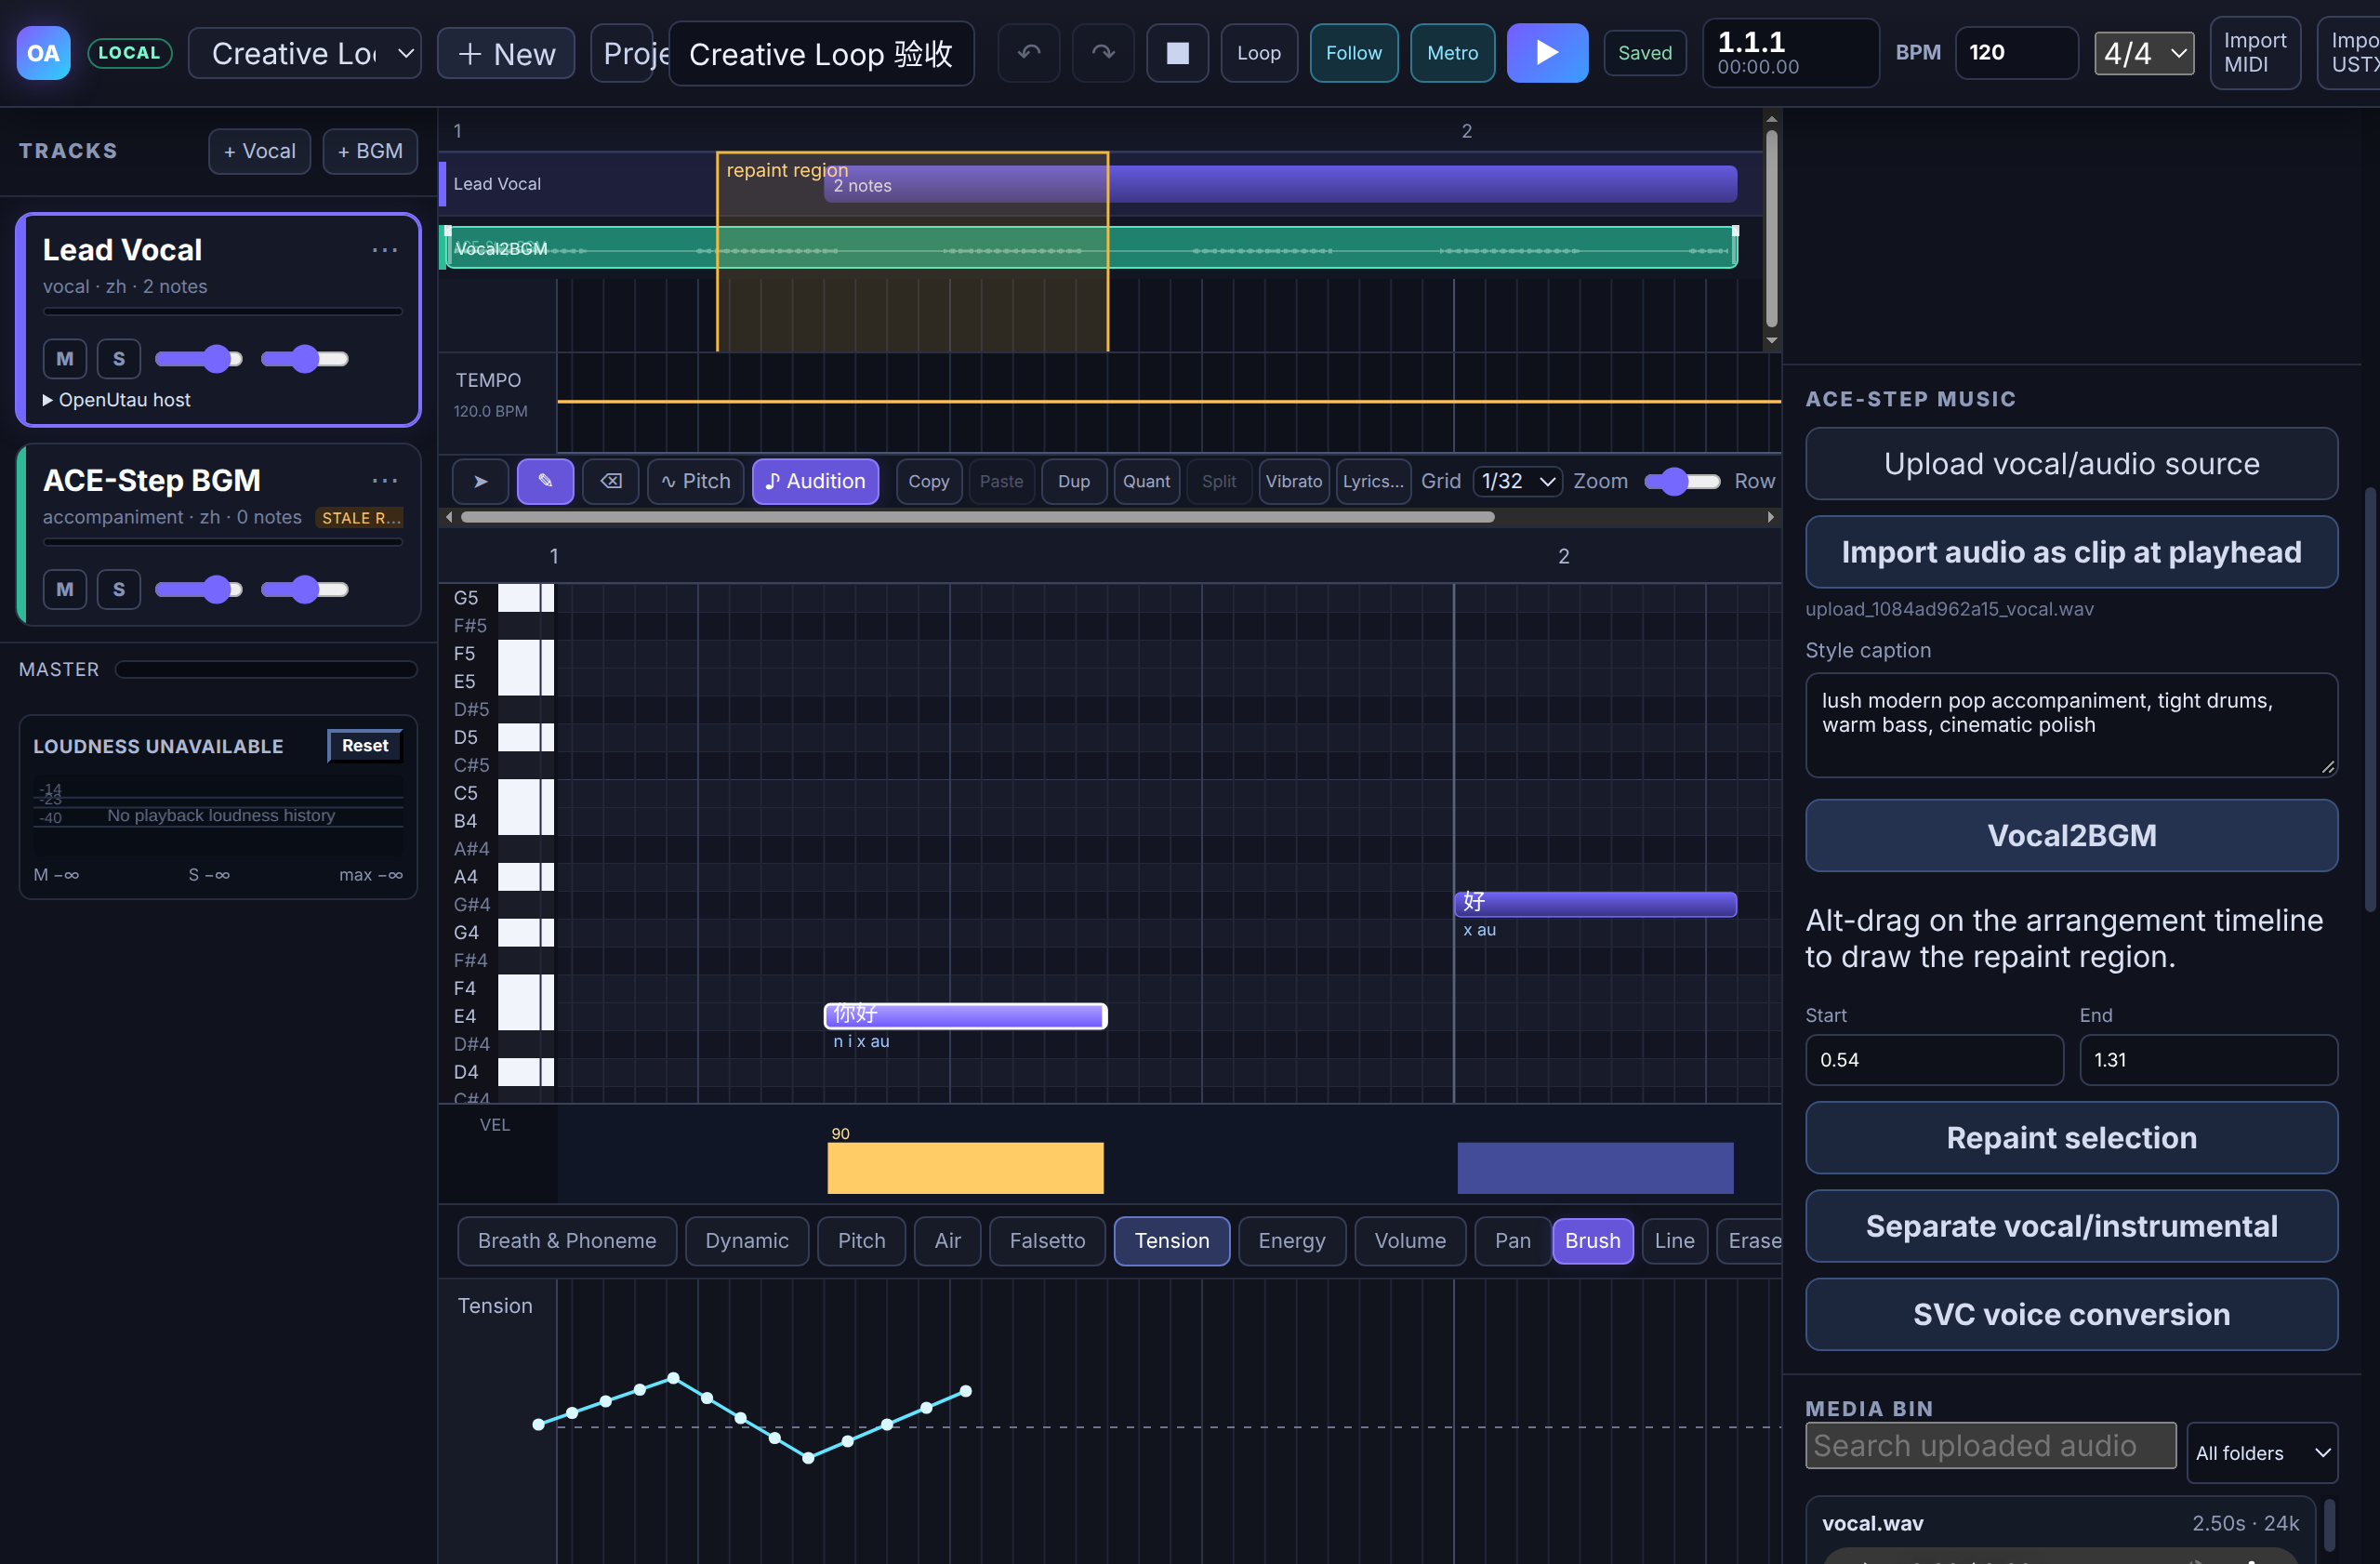 OA
LOCAL
Creative Lo
+ New
Proje
Creative Loop 验收
Loop
Follow
Metro
Saved
1.1.1
00:00.00
BPM
120
4/4
Import
MIDI
Impo
USTX
TRACKS
+ Vocal
+ BGM
Lead Vocal
vocal · zh · 2 notes
M
S
OpenUtau host
ACE-Step BGM
accompaniment · zh · 0 notes
STALE R...
M
S
MASTER
LOUDNESS UNAVAILABLE
Reset
-14
-23
-40
No playback loudness history
M −∞
S −∞
max −∞
1
2
Lead Vocal
repaint region
2 notes
Vocal2BGM
TEMPO
120.0 BPM
Pitch
Audition
Copy
Paste
Dup
Quant
Split
Vibrato
Lyrics...
Grid
1/32
Zoom
Row
1
2
G5
F#5
F5
E5
D#5
D5
C#5
C5
B4
A#4
A4
G#4
G4
F#4
F4
E4
D#4
D4
C#4
好
x au
你好
n i x au
VEL
90
Breath & Phoneme
Dynamic
Pitch
Air
Falsetto
Tension
Energy
Volume
Pan
Brush
Line
Erase
Tension
ACE-STEP MUSIC
Upload vocal/audio source
Import audio as clip at playhead
upload_1084ad962a15_vocal.wav
Style caption
lush modern pop accompaniment, tight drums,
warm bass, cinematic polish
Vocal2BGM
Alt-drag on the arrangement timeline
to draw the repaint region.
Start
End
0.54
1.31
Repaint selection
Separate vocal/instrumental
SVC voice conversion
MEDIA BIN
Search uploaded audio
All folders
vocal.wav
2.50s · 24k